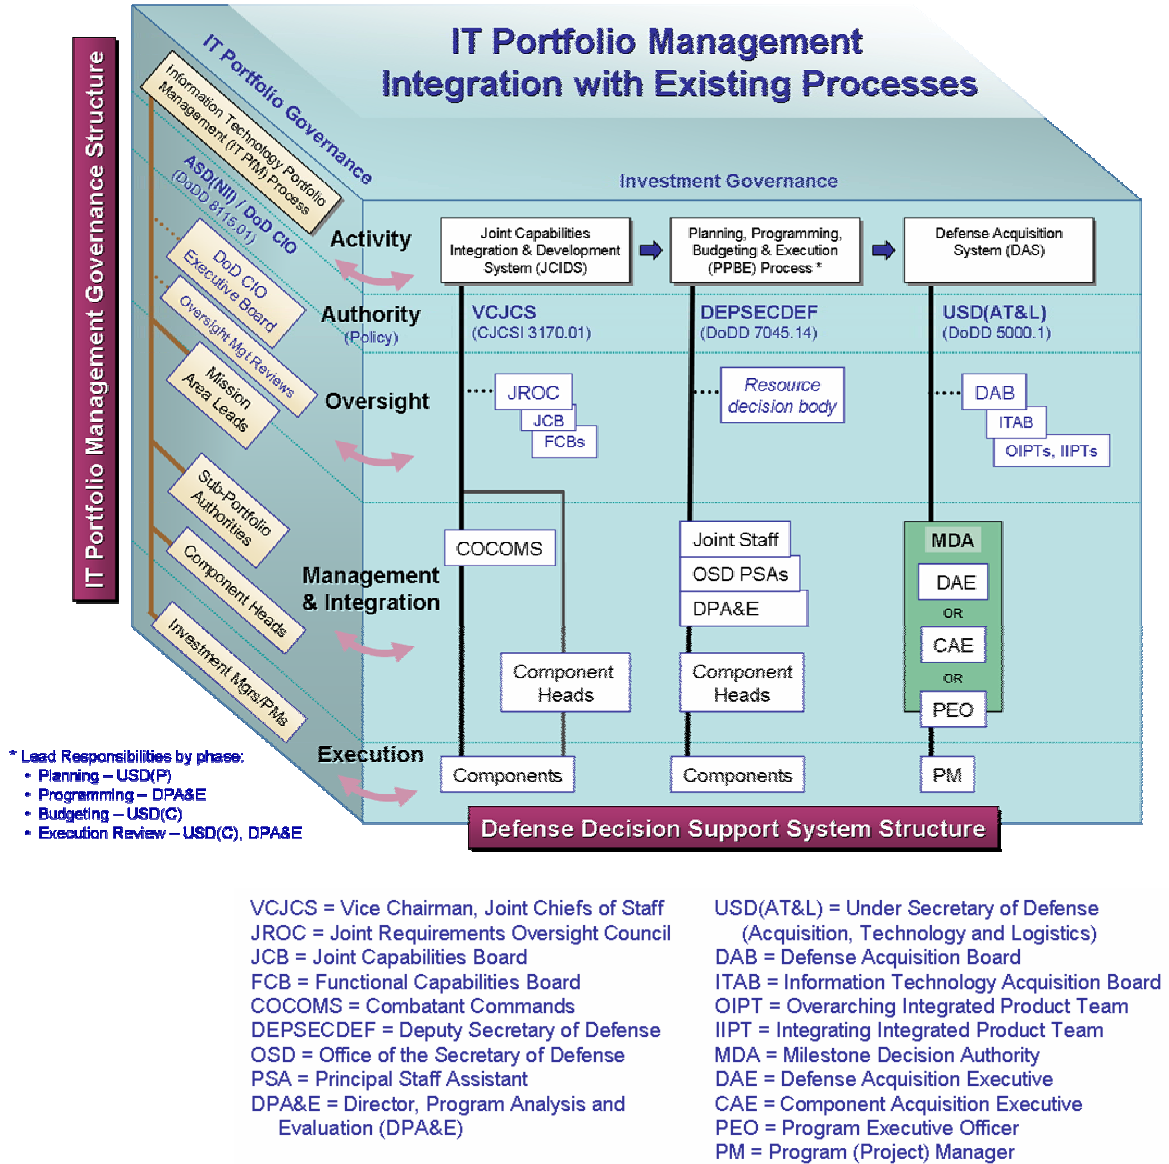 IT Portfolio Management
Integration with Existing Processes
IT Portfolio Management Governance Structure
IT Portfolio Governance
Information Technology Portfolio
Management (IT PfM) Process
ASD(NII) / DoD CIO
(DoDD 8115.01)
DoD CIO
Executive Board
Oversight Mgt Reviews
Mission
Area Leads
Sub-Portfolio
Authorities
Component Heads
Investment Mgrs/PMs
Investment Governance
Activity
Joint Capabilities
Integration & Development
System (JCIDS)
Planning, Programming,
Budgeting & Execution
(PPBE) Process *
Defense Acquisition
System (DAS)
Authority
(Policy)
VCJCS
(CJCSI 3170.01)
DEPSECDEF
(DoDD 7045.14)
USD(AT&L)
(DoDD 5000.1)
Oversight
JROC
JCB
FCBs
Resource
decision body
DAB
ITAB
OIPTs, IIPTs
Management
& Integration
COCOMS
Component
Heads
Joint Staff
OSD PSAs
DPA&E
Component
Heads
MDA
DAE
OR
CAE
OR
PEO
Execution
Components
Components
PM
* Lead Responsibilities by phase:
• Planning – USD(P)
• Programming – DPA&E
• Budgeting – USD(C)
• Execution Review – USD(C), DPA&E
Defense Decision Support System Structure
VCJCS = Vice Chairman, Joint Chiefs of Staff
JROC = Joint Requirements Oversight Council
JCB = Joint Capabilities Board
FCB = Functional Capabilities Board
COCOMS = Combatant Commands
DEPSECDEF = Deputy Secretary of Defense
OSD = Office of the Secretary of Defense
PSA = Principal Staff Assistant
DPA&E = Director, Program Analysis and
Evaluation (DPA&E)
USD(AT&L) = Under Secretary of Defense
(Acquisition, Technology and Logistics)
DAB = Defense Acquisition Board
ITAB = Information Technology Acquisition Board
OIPT = Overarching Integrated Product Team
IIPT = Integrating Integrated Product Team
MDA = Milestone Decision Authority
DAE = Defense Acquisition Executive
CAE = Component Acquisition Executive
PEO = Program Executive Officer
PM = Program (Project) Manager